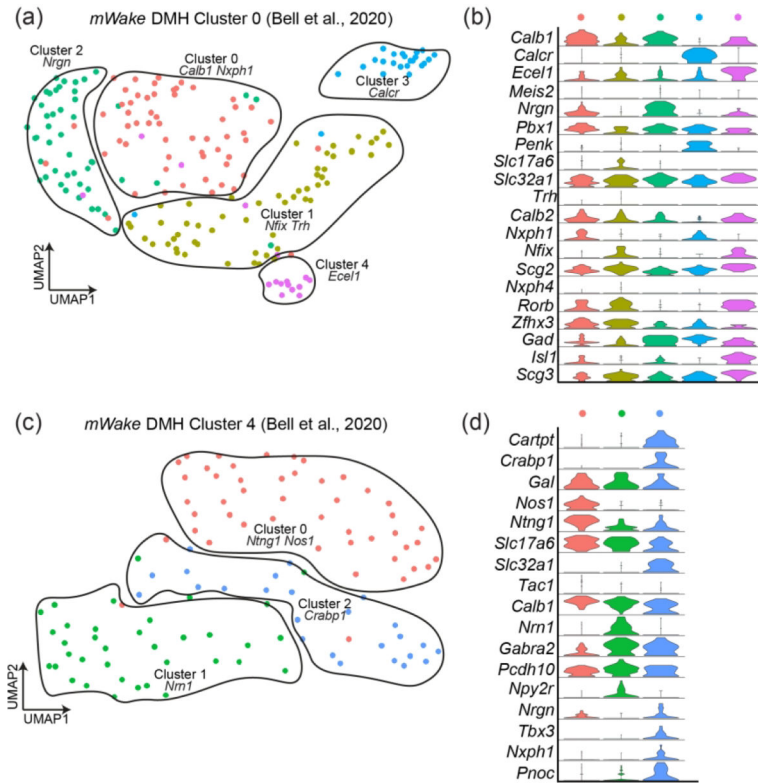 (a)
mWake DMH Cluster 0 (Bell et al., 2020)
Cluster 2
Nrgn
Cluster 0
Calb1 Nxph1
Cluster 3
Calcr
Cluster 1
Nfix Trh
Cluster 4
Ecel1
UMAP2
UMAP1
(b)
Calb1
Calcr
Ecel1
Meis2
Nrgn
Pbx1
Penk
Slc17a6
Slc32a1
Trh
Calb2
Nxph1
Nfix
Scg2
Nxph4
Rorb
Zfhx3
Gad
Isl1
Scg3
(c)
mWake DMH Cluster 4 (Bell et al., 2020)
Cluster 0
Ntng1 Nos1
Cluster 2
Crabp1
Cluster 1
Nrn1
UMAP2
UMAP1
(d)
Cartpt
Crabp1
Gal
Nos1
Ntng1
Slc17a6
Slc32a1
Tac1
Calb1
Nrn1
Gabra2
Pcdh10
Npy2r
Nrgn
Tbx3
Nxph1
Pnoc